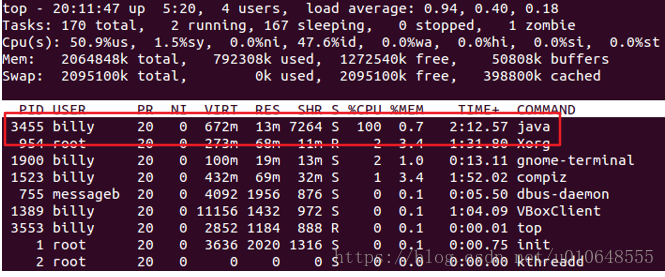 top - 20:11:47 up  5:20,  4 users,  load average: 0.94, 0.40, 0.18
Tasks: 170 total,   2 running, 167 sleeping,   0 stopped,   1 zombie
Cpu(s): 50.9%us,  1.5%sy,  0.0%ni, 47.6%id,  0.0%wa,  0.0%hi,  0.0%si,  0.0%st
Mem:   2064848k total,   792308k used,  1272540k free,    50808k buffers
Swap:  2095100k total,        0k used,  2095100k free,   398800k cached
PID USER      PR  NI  VIRT  RES  SHR S %CPU %MEM    TIME+  COMMAND
3455 billy     20   0  672m  13m 7264 S  100  0.7   2:12.57 java
954 root      20   0  273m  68m 11m R    2  3.4   1:31.80 Xorg
1900 billy     20   0  100m  19m  13m S    2  1.0   0:13.11 gnome-terminal
1523 billy     20   0  432m  69m  32m S    1  3.4   1:52.02 compiz
755 messageb  20   0  4092 1956  876 S    0  0.1   0:05.50 dbus-daemon
1389 billy     20   0 11156 1432  972 S    0  0.1   1:04.09 VBoxClient
3553 billy     20   0  2852 1184  888 R    0  0.1   0:00.01 top
1 root      20   0  3636 2020 1316 S    0  0.1   0:00.75 init
2 root      20   0     0    0    0 S    0  0.0   0:00.00 kthreadd
https://blog.csdn.net/u010648555